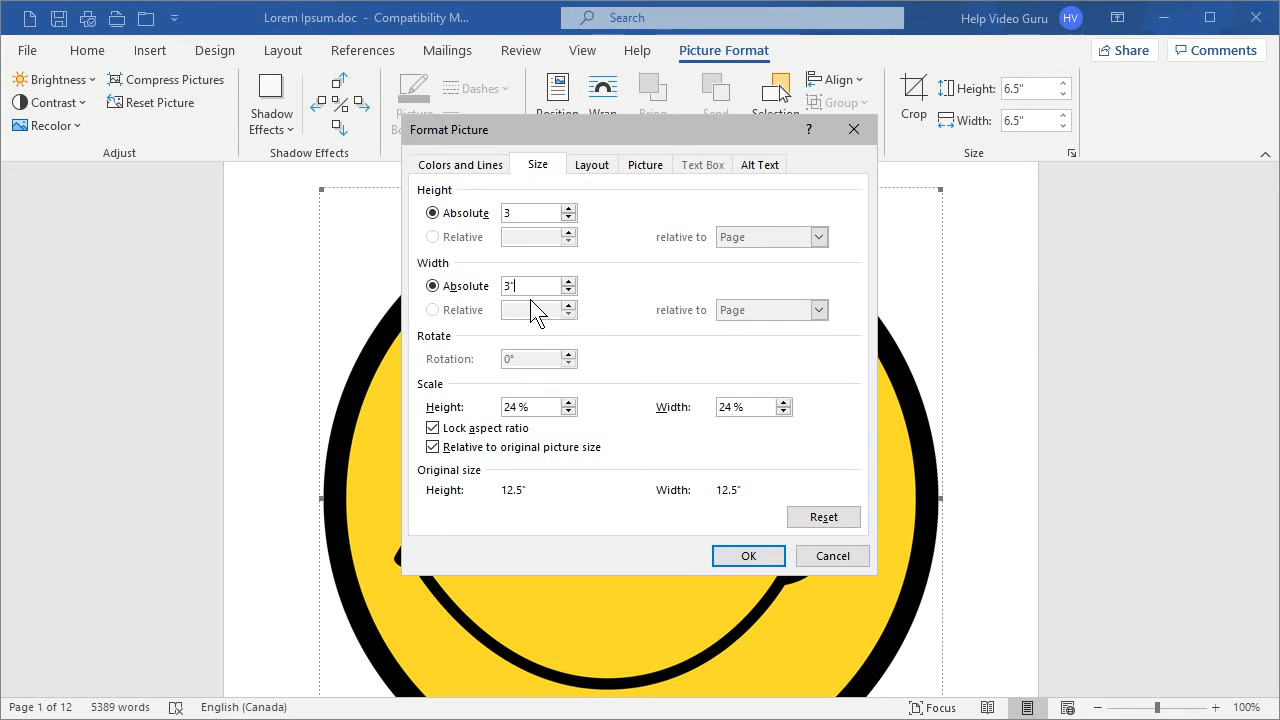 Lorem Ipsum.doc - Compatibility M...
Search
Help Video Guru
HV
File
Home
Insert
Design
Layout
References
Mailings
Review
View
Help
Picture Format
Share
Comments
Brightness
Compress Pictures
Contrast
Reset Picture
Recolor
Adjust
Shadow
Effects
Shadow Effects
Picture
Dashes
Position
Wrap
Bring
Send
Selection
Align
Group
Crop
Height: 6.5"
Width: 6.5"
Size
Format Picture
?
Colors and Lines
Size
Layout
Picture
Text Box
Alt Text
Height
Absolute 3
Relative
relative to Page
Width
Absolute 3"
Relative
relative to Page
Rotate
Rotation: 0°
Scale
Height: 24 %
Width: 24 %
Lock aspect ratio
Relative to original picture size
Original size
Height: 12.5"
Width: 12.5"
Reset
OK
Cancel
Page 1 of 12
5389 words
English (Canada)
Focus
100%